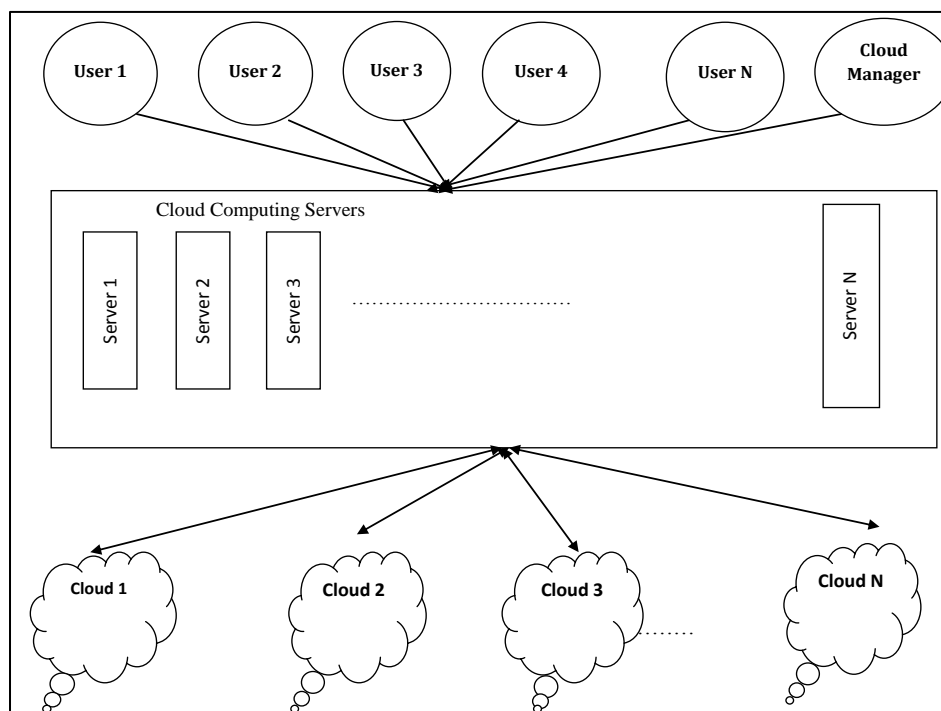 User 1
User 2
User 3
User 4
User N
Cloud
Manager
Cloud Computing Servers
Server 1
Server 2
Server 3
.............................................
Server N
Cloud 1
Cloud 2
Cloud 3
...........
Cloud N